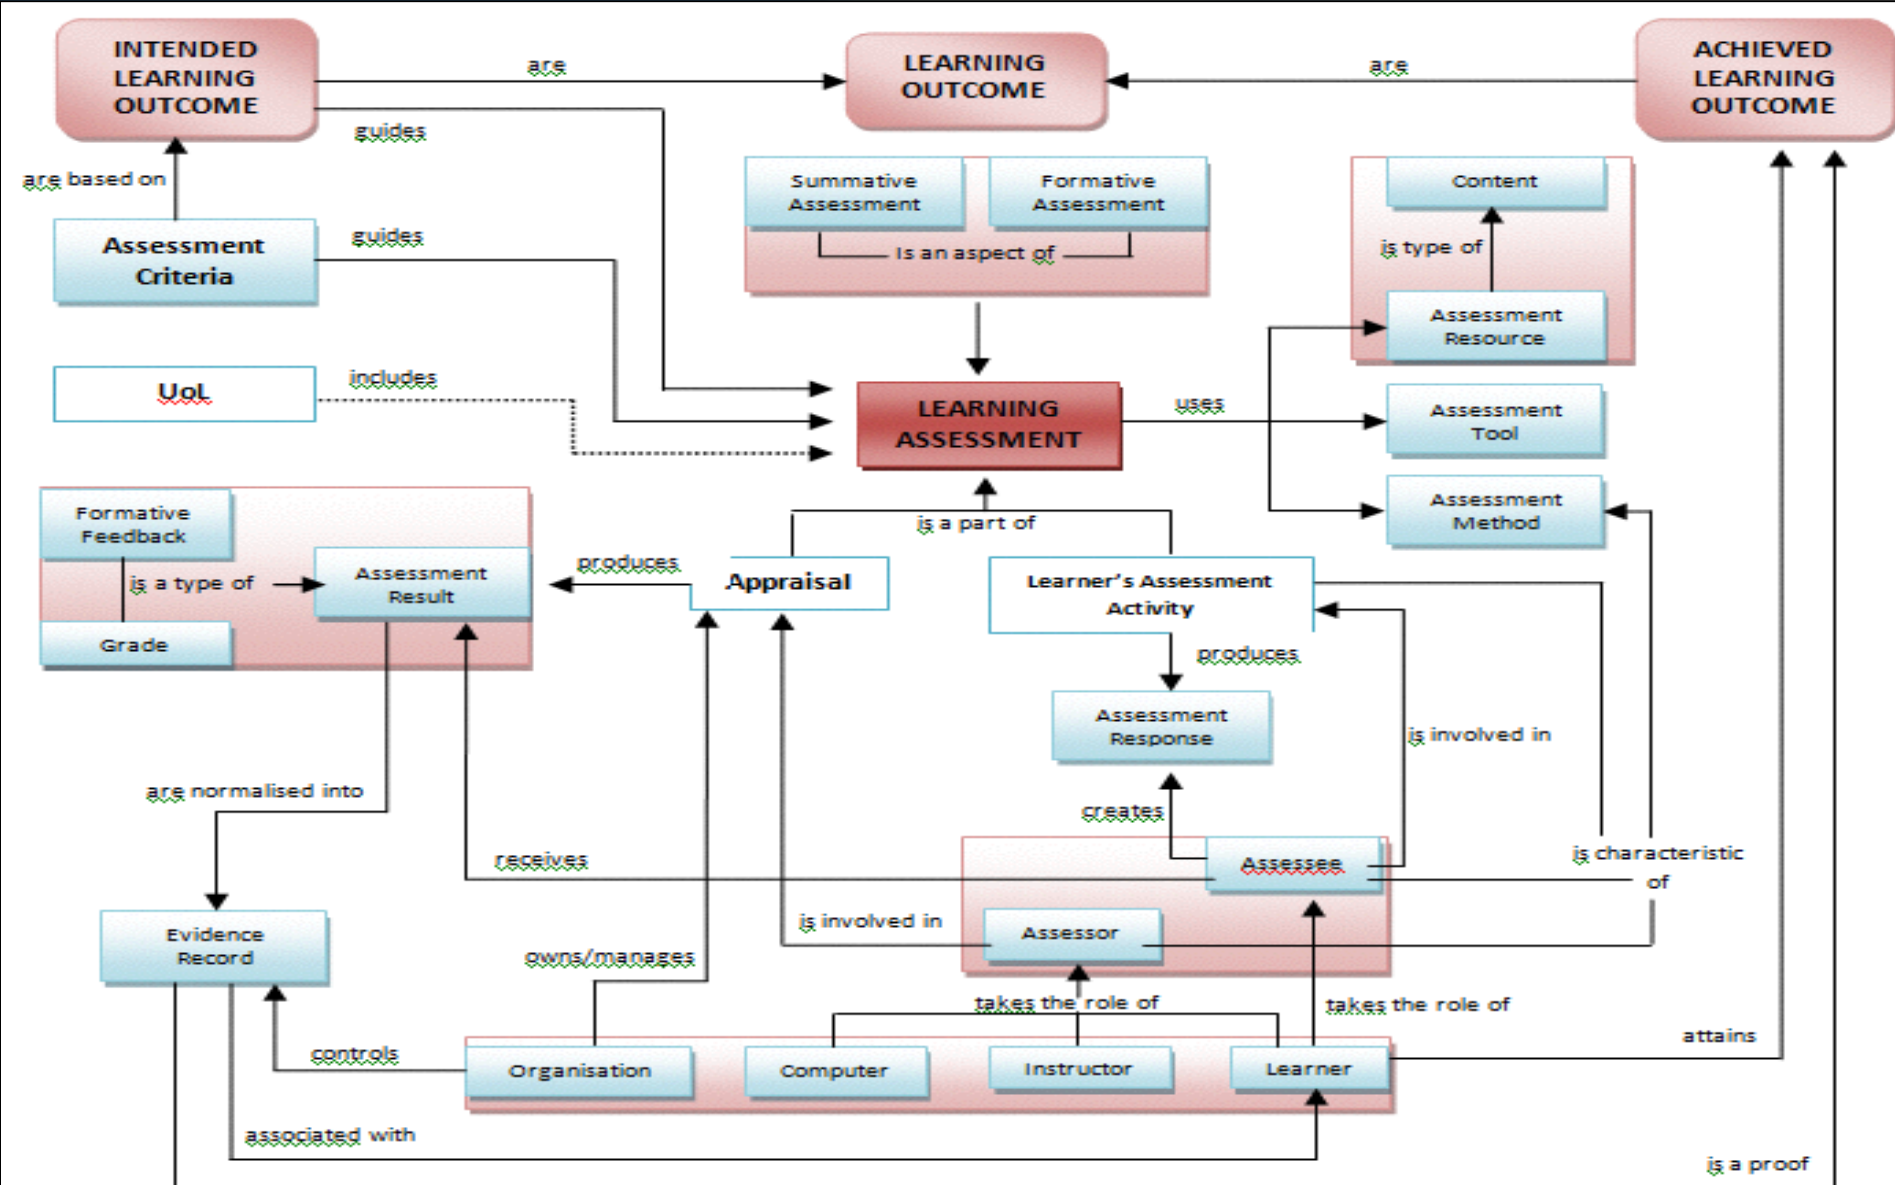 INTENDED
LEARNING
OUTCOME
are
LEARNING
OUTCOME
are
ACHIEVED
LEARNING
OUTCOME
guides
are based on
Summative
Assessment
Formative
Assessment
Is an aspect of
Content
is type of
Assessment
Resource
Assessment
Criteria
guides
UoL
includes
LEARNING
ASSESSMENT
uses
Assessment
Tool
Assessment
Method
is a part of
Formative
Feedback
is a type of
Assessment
Result
Grade
produces
Appraisal
Learner's Assessment
Activity
produces
Assessment
Response
is involved in
creates
are normalised into
receives
Assessee
is characteristic
of
is involved in
Assessor
Evidence
Record
owns/manages
takes the role of
takes the role of
attains
controls
Organisation
Computer
Instructor
Learner
associated with
is a proof